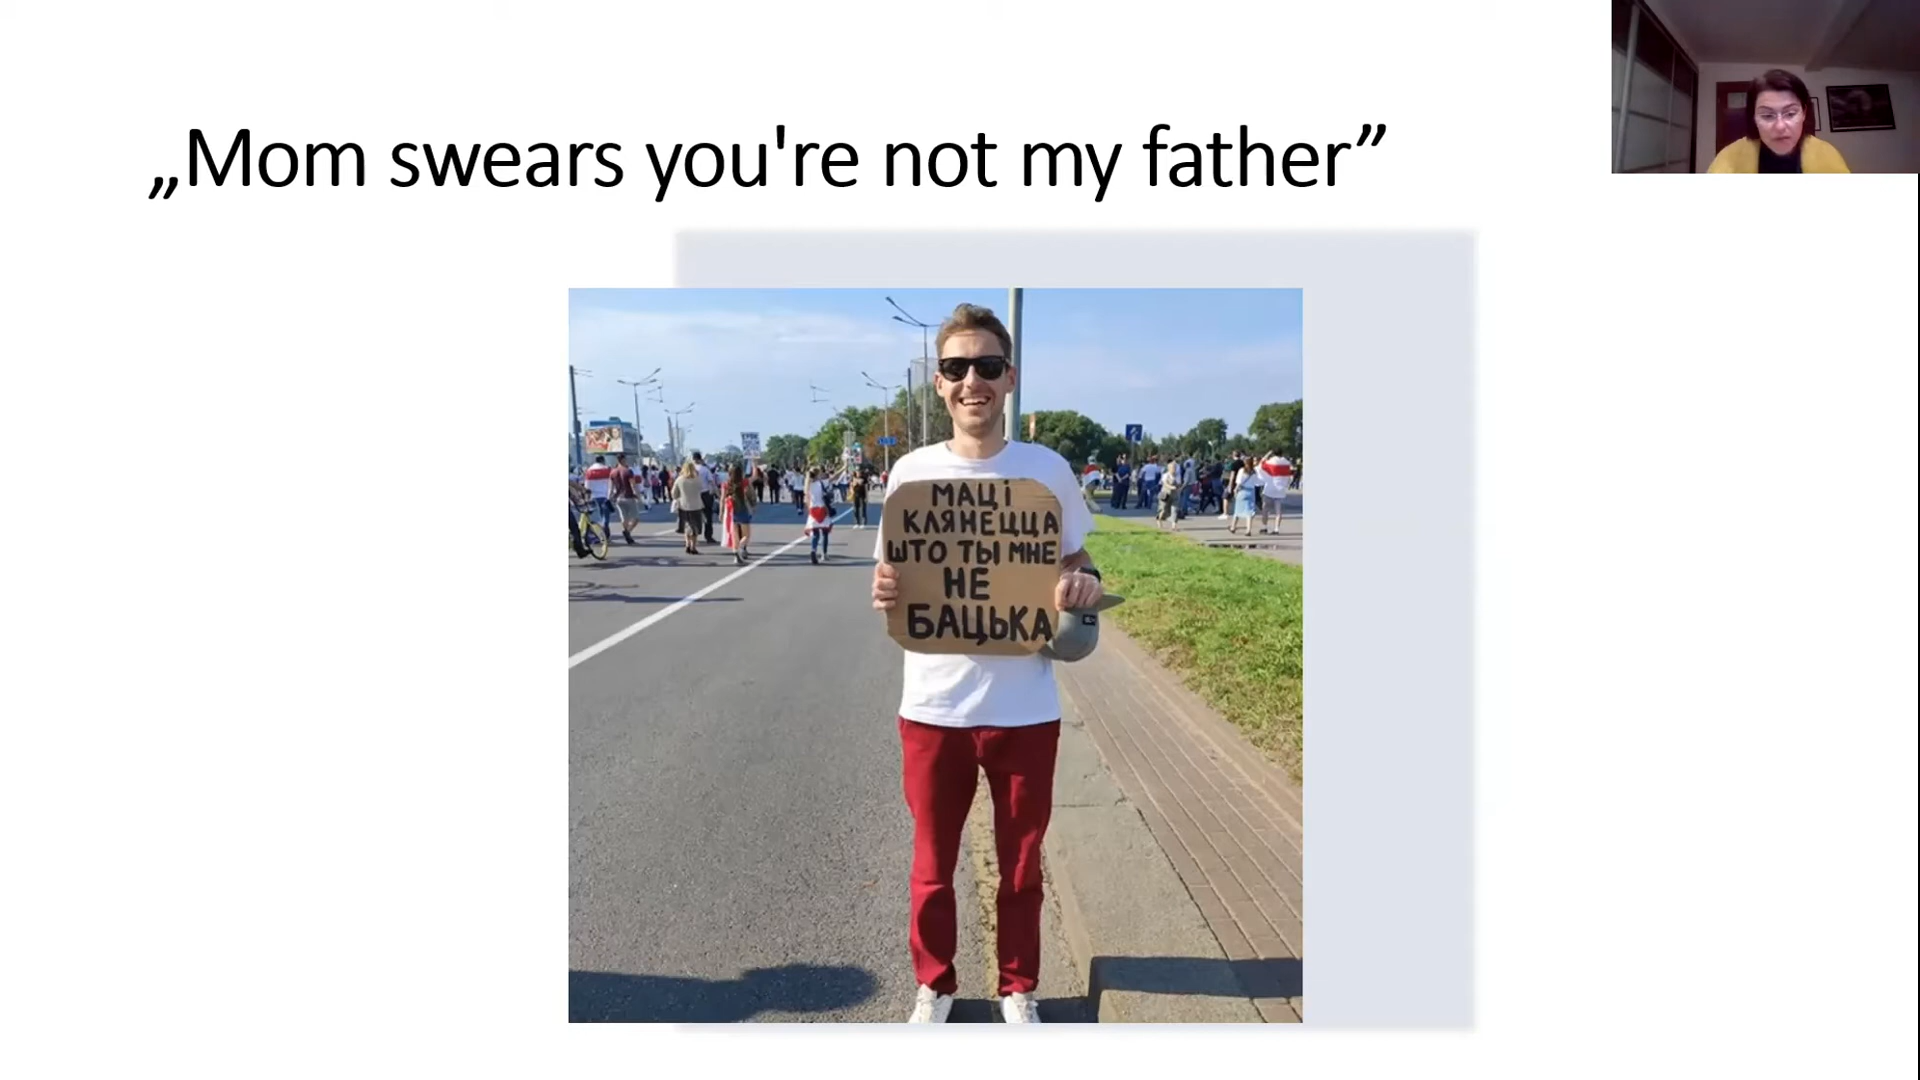 „Mom swears you're not my father”
МАЦІ
КЛЯНЕЦЦА
ШТО ТЫ МНЕ
НЕ
БАЦЬКА